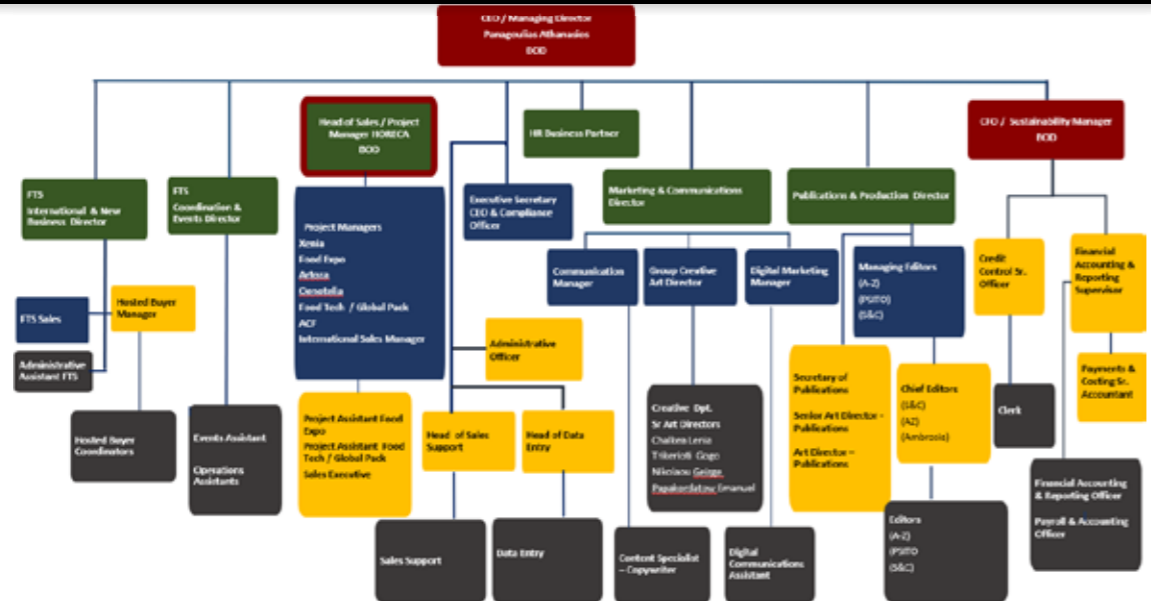 CEO / Managing Director
Panagoulias Athanasios
BOD
Head of Sales / Project
Manager HORECA
BOD
HR Business Partner
CFO / Sustainability Manager
BOD
FTS
International & New
Business Director
FTS
Coordination &
Events Director
Executive Secretary
CEO & Compliance
Officer
Marketing & Communications
Director
Publications & Production Director
Project Managers
Xenia
Food Expo
Artoza
Oenotelia
Food Tech / Global Pack
ACF
International Sales Manager
Communication
Manager
Group Creative
Art Director
Digital Marketing
Manager
Managing Editors
(A-Z)
(PSITO)
(S&C)
Credit
Control Sr.
Officer
Financial
Accounting &
Reporting
Supervisor
FTS Sales
Hosted Buyer
Manager
Administrative
Assistant FTS
Administrative
Officer
Payments &
Costing Sr.
Accountant
Secretary of
Publications
Senior Art Director -
Publications
Art Director –
Publications
Chief Editors
(S&C)
(AZ)
(Ambrosia)
Clerk
Creative Dpt.
Sr Art Directors
Project Assistant Food
Expo
Project Assistant Food
Tech / Global Pack
Sales Executive
Head of Sales
Support
Head of Data
Entry
Hosted Buyer
Coordinators
Events Assistant
Operations
Assistants
Financial Accounting
& Reporting Officer
Payroll & Accounting
Officer
Sales Support
Data Entry
Content Specialist
– Copywriter
Digital
Communications
Assistant
Editors
(A-Z)
(PSITO
(S&C)